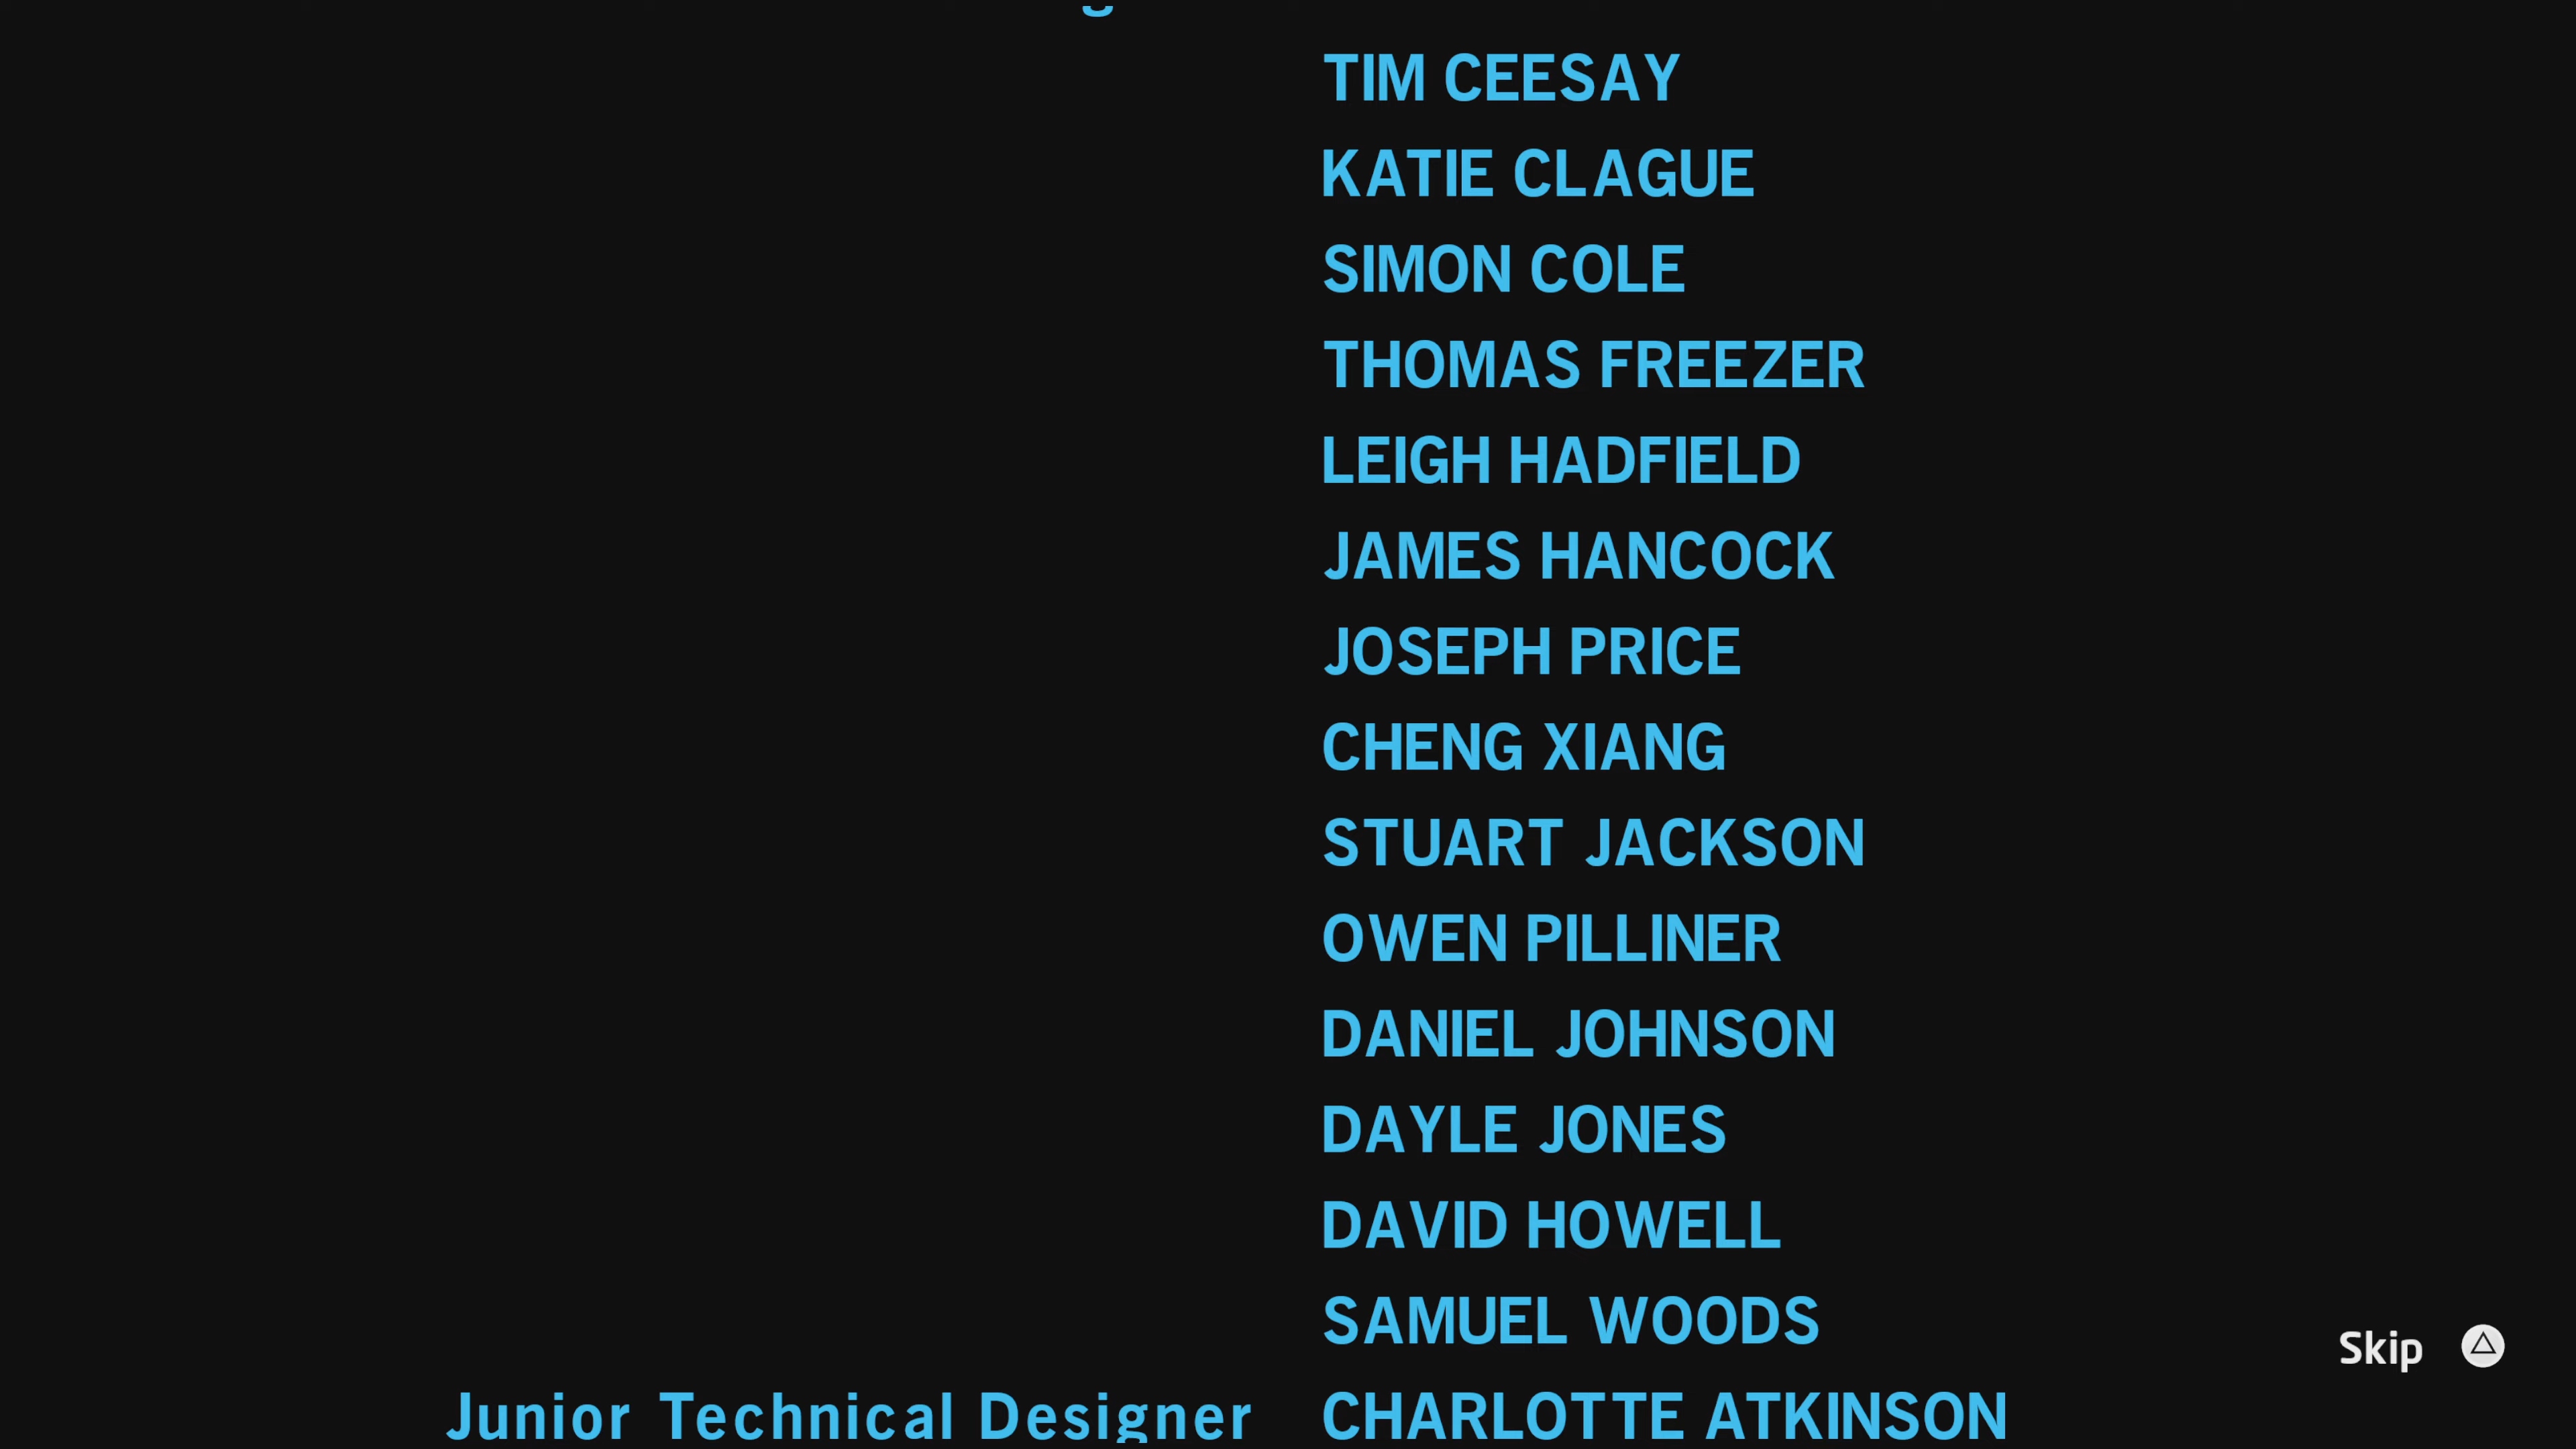 TIM CEESAY
KATIE CLAGUE
SIMON COLE
THOMAS FREEZER
LEIGH HADFIELD
JAMES HANCOCK
JOSEPH PRICE
CHENG XIANG
STUART JACKSON
OWEN PILLINER
DANIEL JOHNSON
DAYLE JONES
DAVID HOWELL
SAMUEL WOODS
Skip
Junior Technical Designer CHARLOTTE ATKINSON